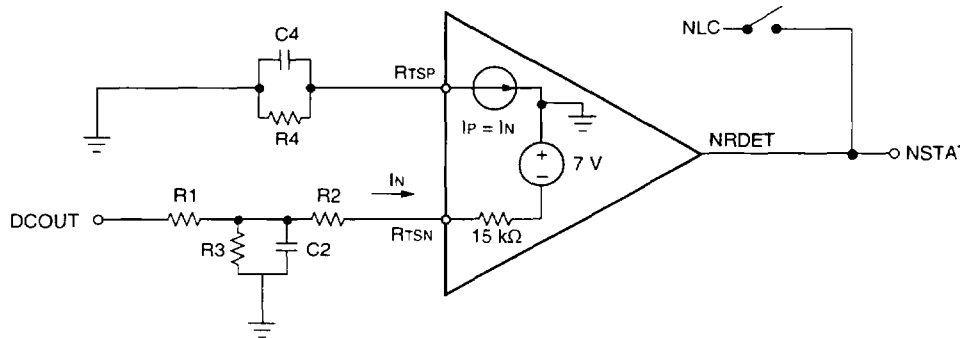 C4
NLC
RTSP
R4
IP = IN
NRDET
NSTAT
7 V
+
−
IN
R1
R2
DCOUT
RTSN
15 kΩ
R3
C2